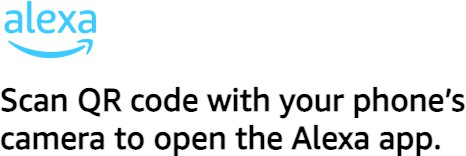 alexa
Scan QR code with your phone’s
camera to open the Alexa app.